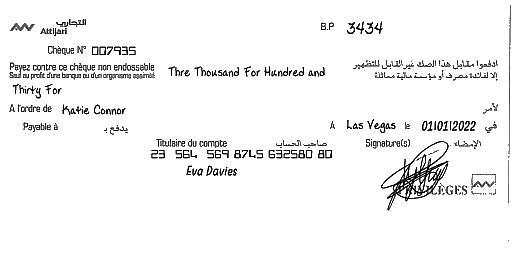 التجاري
Attijari
B.P 3434
Chèque N° 007935
Payez contre ce chèque non endossable
ادفعوا مقابل هذا الصك غير القابل للتظهير
Sauf au profit d'une banque ou d'un organisme assimilé
إلا لفائدة مصرف أو مؤسسة مالية مماثلة
Thre Thousand For Hundred and
Thirty For
A l'ordre de Katie Connor
لأمر
Payable à يدفع بـ
A Las Vegas le 01/01/2022 في
Titulaire du compte صاحب الحساب
Signature(s) الإمضاء
23 564 569 8745 632580 80
Eva Davies